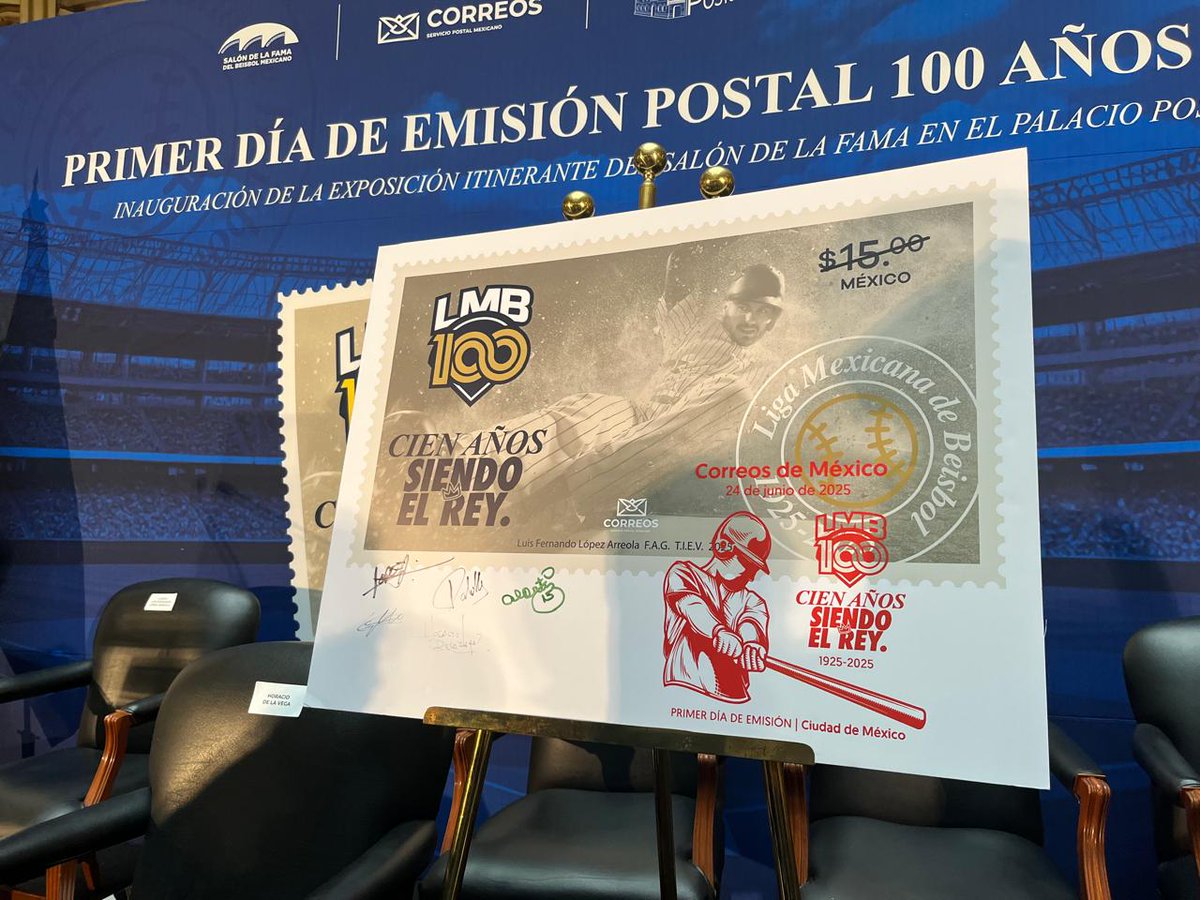 SALÓN DE LA FAMA
DEL BEISBOL MEXICANO
CORREOS
SERVICIO POSTAL MEXICANO
PRIMER DÍA DE EMISIÓN POSTAL 100 AÑOS
INAUGURACIÓN DE LA EXPOSICIÓN ITINERANTE DEL SALÓN DE LA FAMA EN EL PALACIO POS
$15.00
MÉXICO
LMB
100
CIEN AÑOS
SIENDO
EL REY.
Liga Mexicana de Beisbol
2025
CORREOS
Luis Fernando López Arreola F.A.G. T.I.E.V. 2025
Correos de México
24 de junio de 2025
LMB
100
CIEN AÑOS
SIENDO
EL REY.
1925-2025
PRIMER DÍA DE EMISIÓN | Ciudad de México
HORACIO
DE LA VEGA